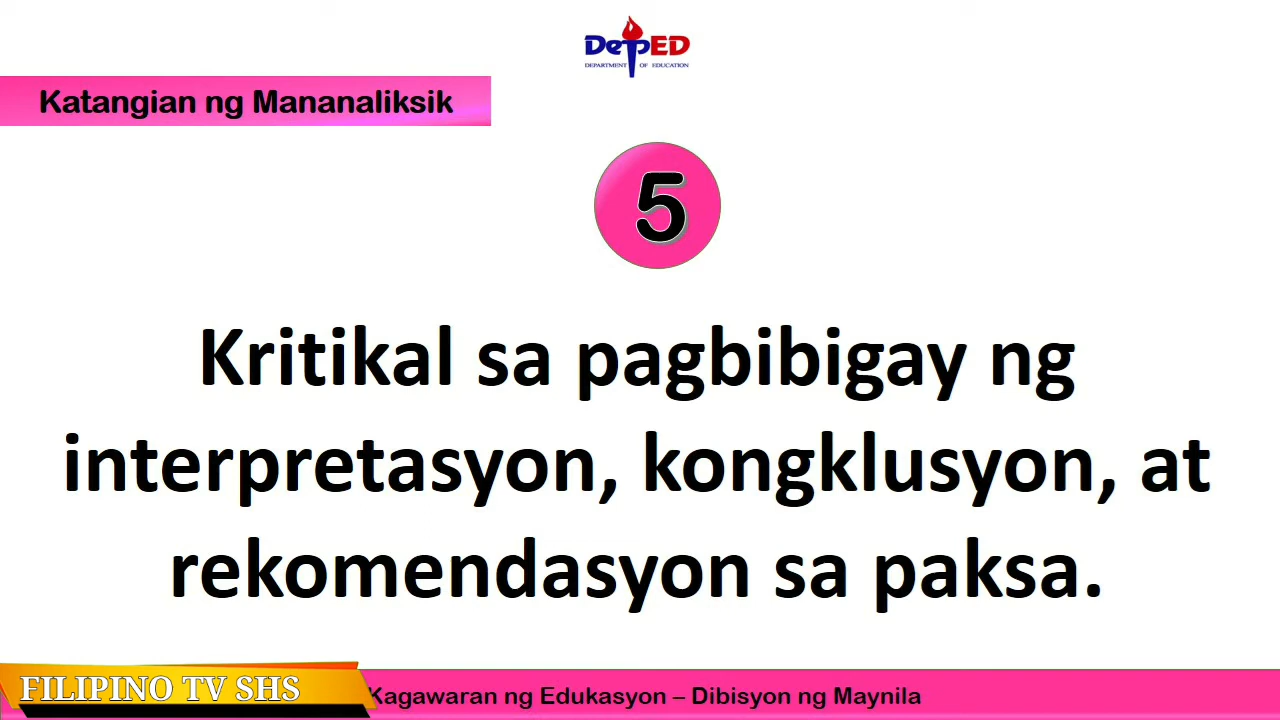 DepED
DEPARTMENT OF EDUCATION
Katangian ng Mananaliksik
5
Kritikal sa pagbibigay ng
interpretasyon, kongklusyon, at
rekomendasyon sa paksa.
FILIPINO TV SHS
Kagawaran ng Edukasyon – Dibisyon ng Maynila